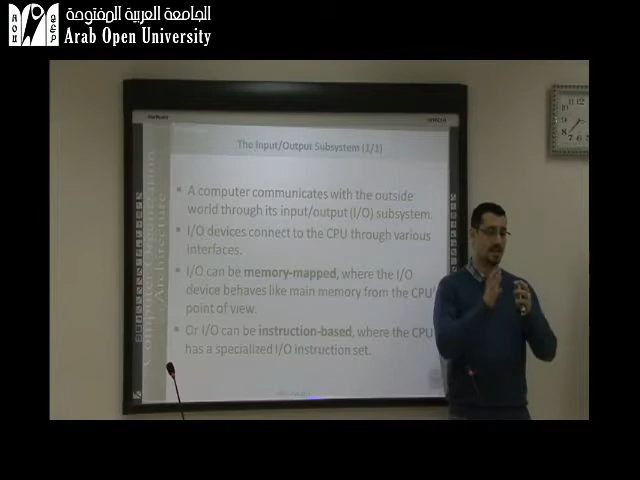 الجامعة العربية المفتوحة
Arab Open University
The Input/Output Subsystem (1/3)
Computer Organization
& Architecture
▪ A computer communicates with the outside
world through its input/output (I/O) subsystem.
▪ I/O devices connect to the CPU through various
interfaces.
▪ I/O can be memory-mapped, where the I/O
device behaves like main memory from the CPU's
point of view.
▪ Or I/O can be instruction-based, where the CPU
has a specialized I/O instruction set.